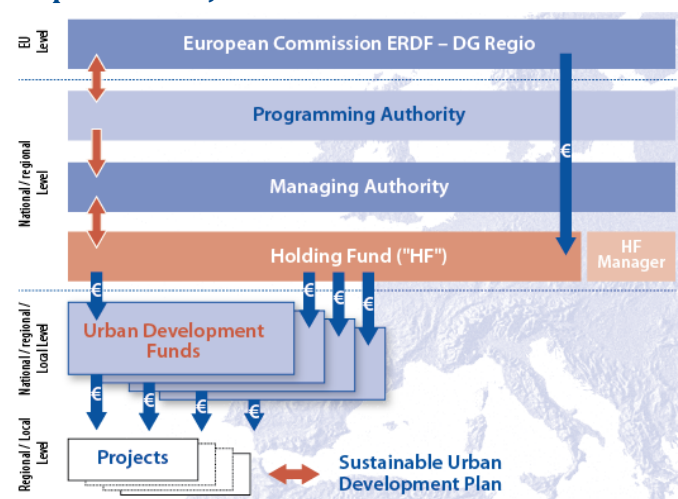 EU
Level
European Commission ERDF – DG Regio
Programming Authority
€
National / regional
Level
Managing Authority
Holding Fund ("HF")
HF
Manager
€
€
€
€
National / regional /
Local Level
Urban Development
Funds
€
€
€
€
Regional / Local
Level
Projects
Sustainable Urban
Development Plan